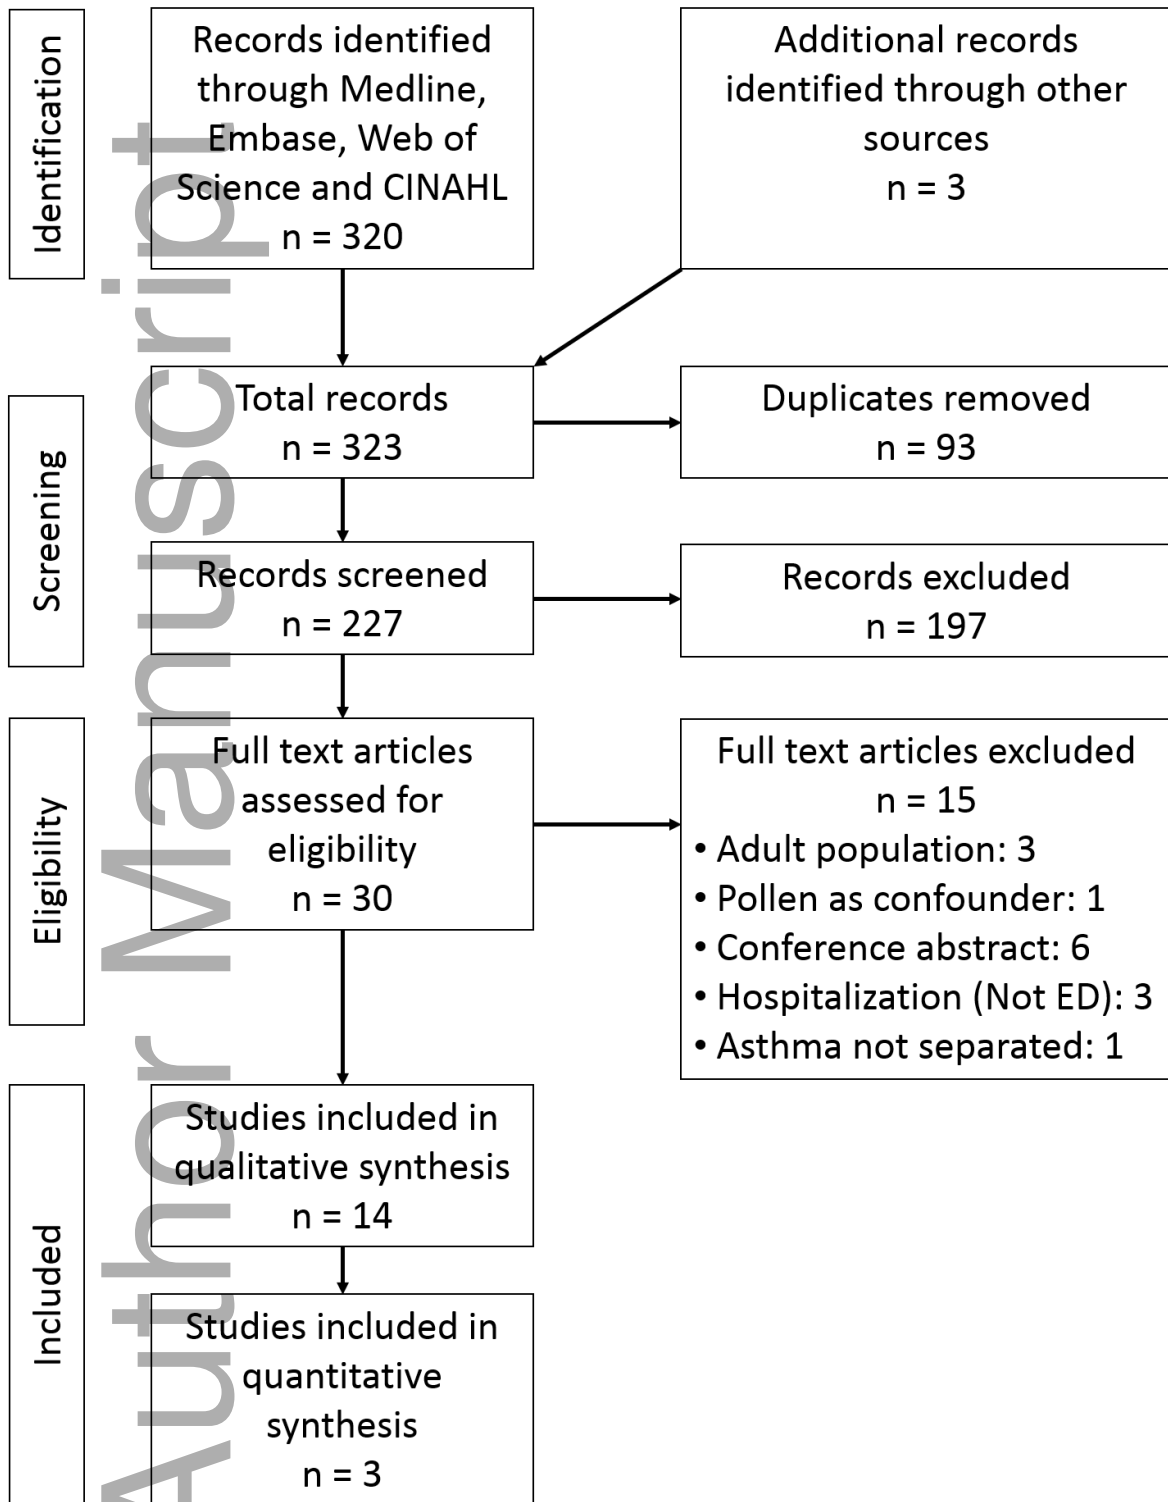 Identification
Records identified
through Medline,
Embase, Web of
Science and CINAHL
n = 320
Additional records
identified through other
sources
n = 3
Screening
Total records
n = 323
Duplicates removed
n = 93
Records screened
n = 227
Records excluded
n = 197
Eligibility
Full text articles
assessed for
eligibility
n = 30
Full text articles excluded
n = 15
• Adult population: 3
• Pollen as confounder: 1
• Conference abstract: 6
• Hospitalization (Not ED): 3
• Asthma not separated: 1
Included
Studies included in
qualitative synthesis
n = 14
Studies included in
quantitative
synthesis
n = 3
Author Manuscript